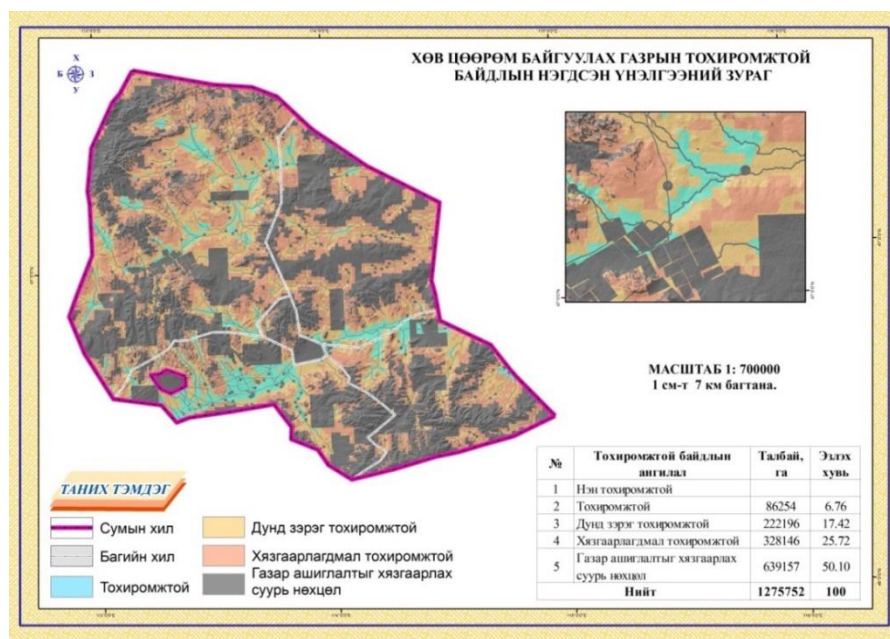 ХӨВ ЦӨӨРӨМ БАЙГУУЛАХ ГАЗРЫН ТОХИРОМЖТОЙ
БАЙДЛЫН НЭГДСЭН ҮНЭЛГЭЭНИЙ ЗУРАГ
Х
Б З
У
МАСШТАБ 1: 700000
1 см-т 7 км багтана.
№ Тохиромжтой байдлын ангилал Талбай, га Эзлэх хувь
1 Нэн тохиромжтой
2 Тохиромжтой 86254 6.76
3 Дунд зэрэг тохиромжтой 222196 17.42
4 Хязгаарлагдмал тохиромжтой 328146 25.72
5 Газар ашиглалтыг хязгаарлах суурь нөхцөл 639157 50.10
Нийт 1275752 100
ТАНИХ ТЭМДЭГ
Сумын хил
Багийн хил
Тохиромжтой
Дунд зэрэг тохиромжтой
Хязгаарлагдмал тохиромжтой
Газар ашиглалтыг хязгаарлах
суурь нөхцөл